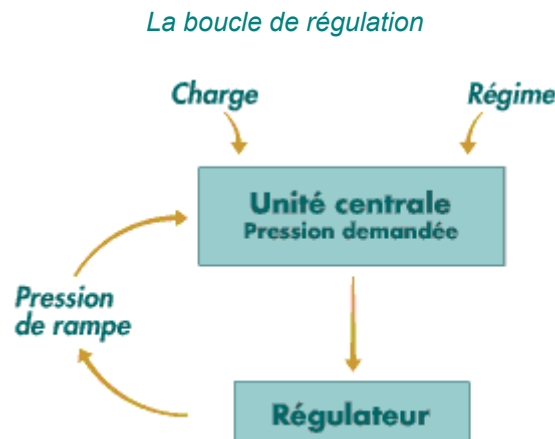 La boucle de régulation
Charge
Régime
Unité centrale
Pression demandée
Pression
de rampe
Régulateur